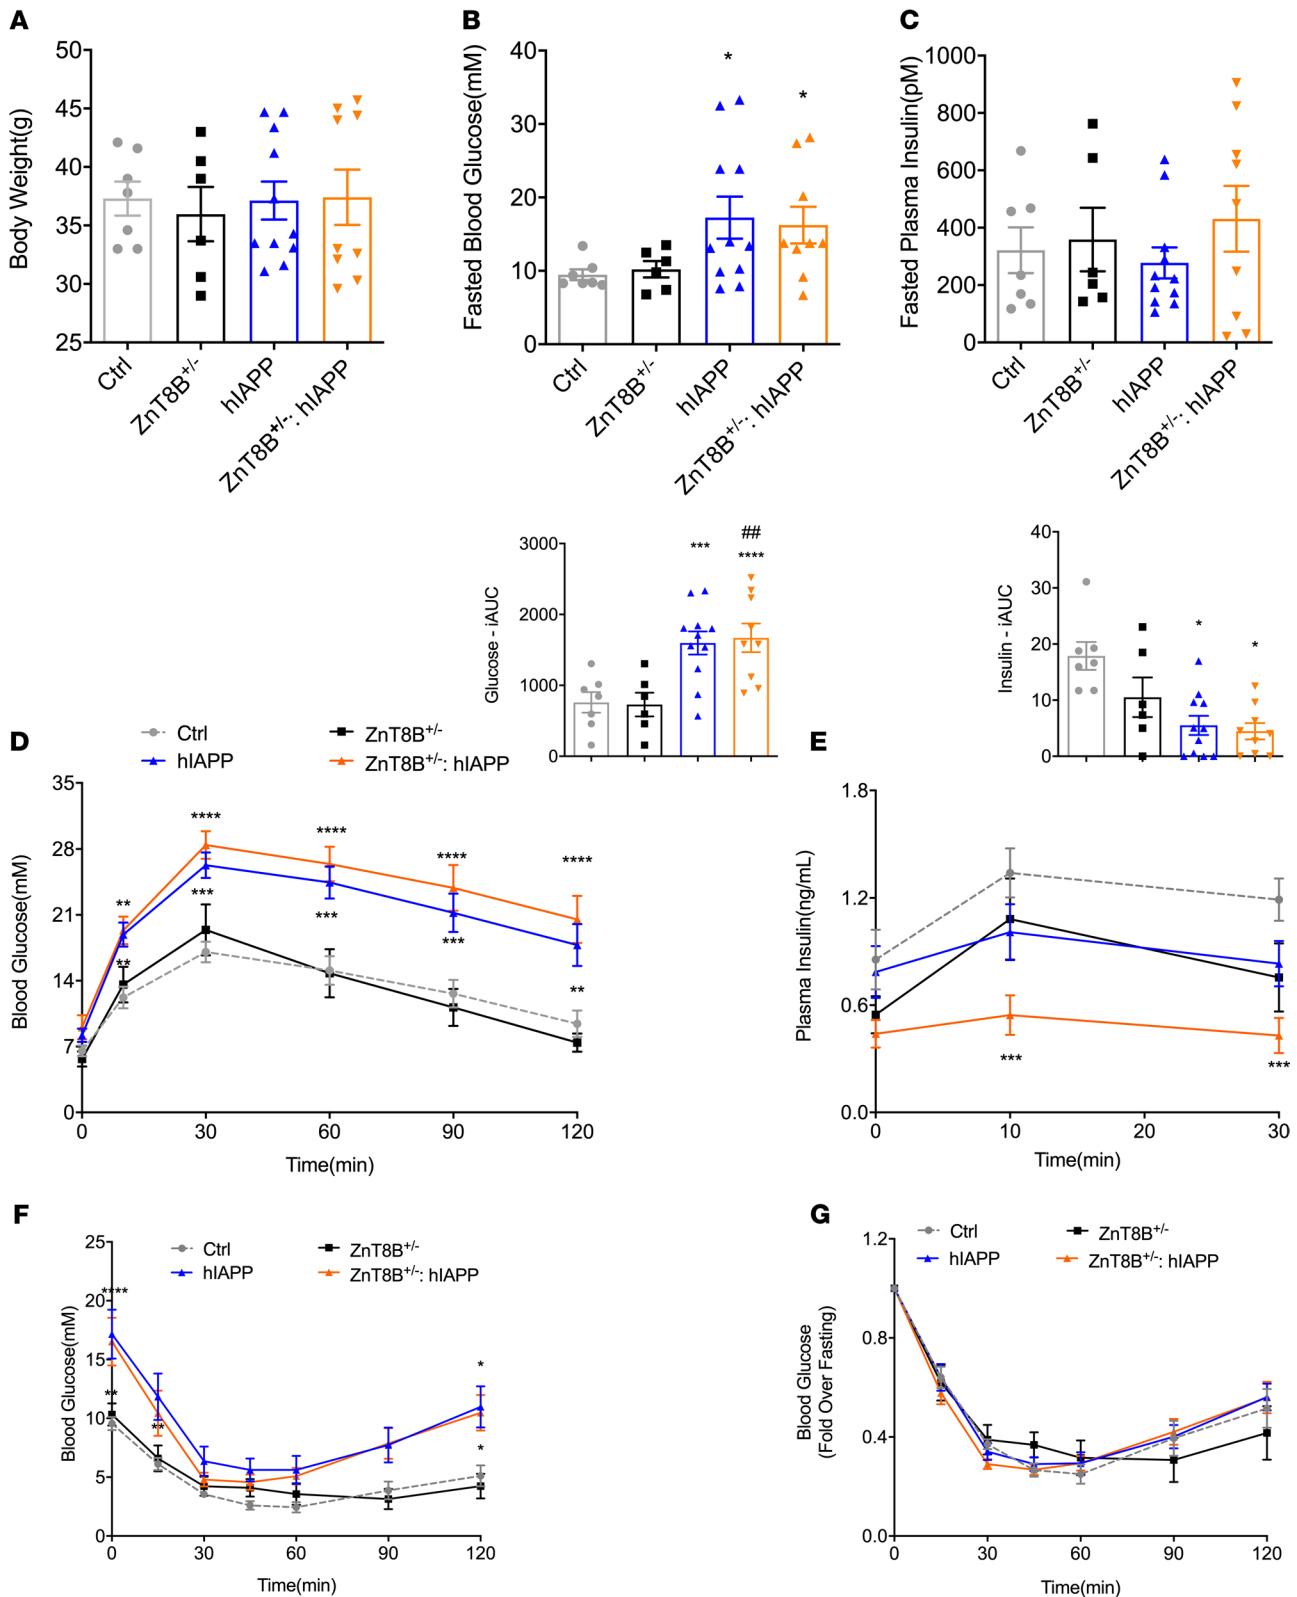 A
Body Weight(g)
50
45
40
35
30
25
Ctrl
ZnT8B+/-
hIAPP
ZnT8B+/-: hIAPP
B
Fasted Blood Glucose(mM)
40
30
20
10
0
*
*
Ctrl
ZnT8B+/-
hIAPP
ZnT8B+/-: hIAPP
C
Fasted Plasma Insulin(pM)
1000
800
600
400
200
0
Ctrl
ZnT8B+/-
hIAPP
ZnT8B+/-: hIAPP
Glucose - iAUC
3000
2000
1000
0
***
##
****
Insulin - iAUC
40
30
20
10
0
*
*
D
Ctrl
ZnT8B+/-
hIAPP
ZnT8B+/-: hIAPP
Blood Glucose(mM)
35
28
21
14
7
0
**
**
****
***
****
***
****
***
****
**
0
30
60
90
120
Time(min)
E
Plasma Insulin(ng/mL)
1.8
1.2
0.6
0.0
***
***
0
10
20
30
Time(min)
F
Ctrl
ZnT8B+/-
hIAPP
ZnT8B+/-: hIAPP
Blood Glucose(mM)
25
20
15
10
5
0
****
**
**
*
*
0
30
60
90
120
Time(min)
G
Ctrl
ZnT8B+/-
hIAPP
ZnT8B+/-: hIAPP
Blood Glucose
(Fold Over Fasting)
1.2
0.8
0.4
0.0
0
30
60
90
120
Time(min)